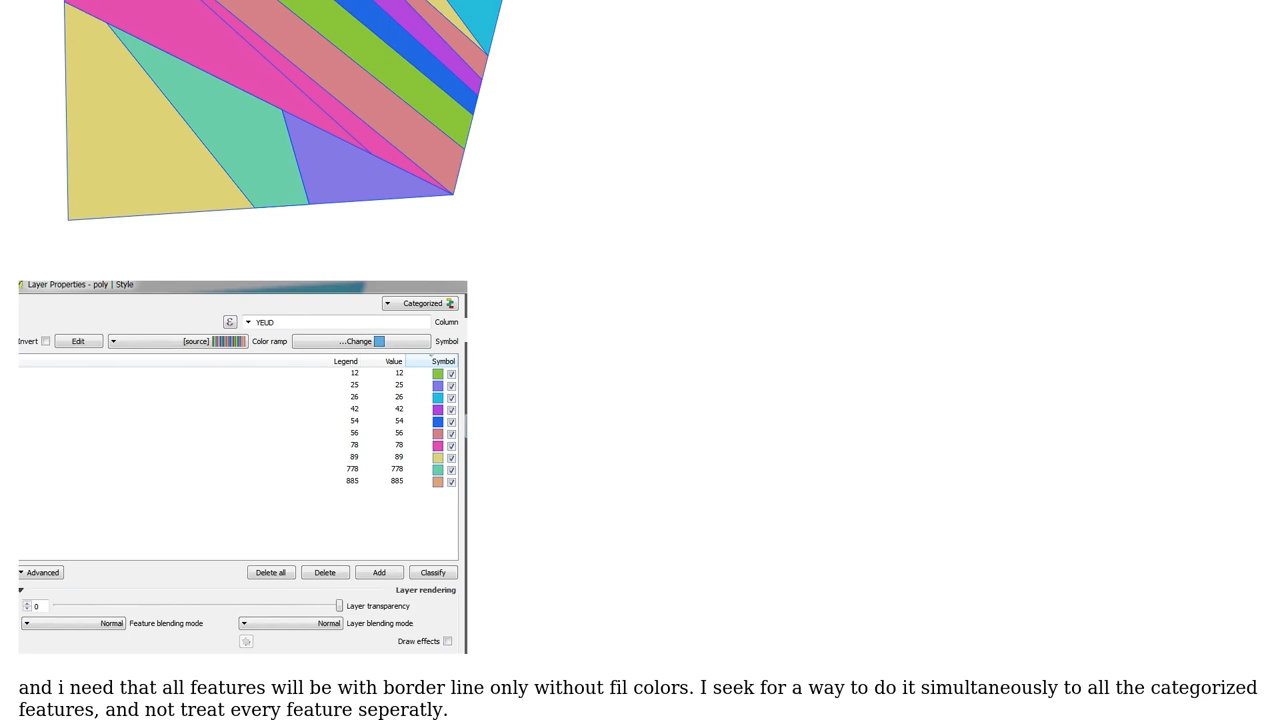 Layer Properties - poly | Style
Categorized
ε YEUD Column
Invert Edit [source] Color ramp ...Change Symbol
Legend Value Symbol
12 12
25 25
26 26
42 42
54 54
56 56
78 78
89 89
778 778
885 885
Advanced Delete all Delete Add Classify
Layer rendering
0 Layer transparency
Normal Feature blending mode Normal Layer blending mode
Draw effects
and i need that all features will be with border line only without fil colors. I seek for a way to do it simultaneously to all the categorized
features, and not treat every feature seperatly.